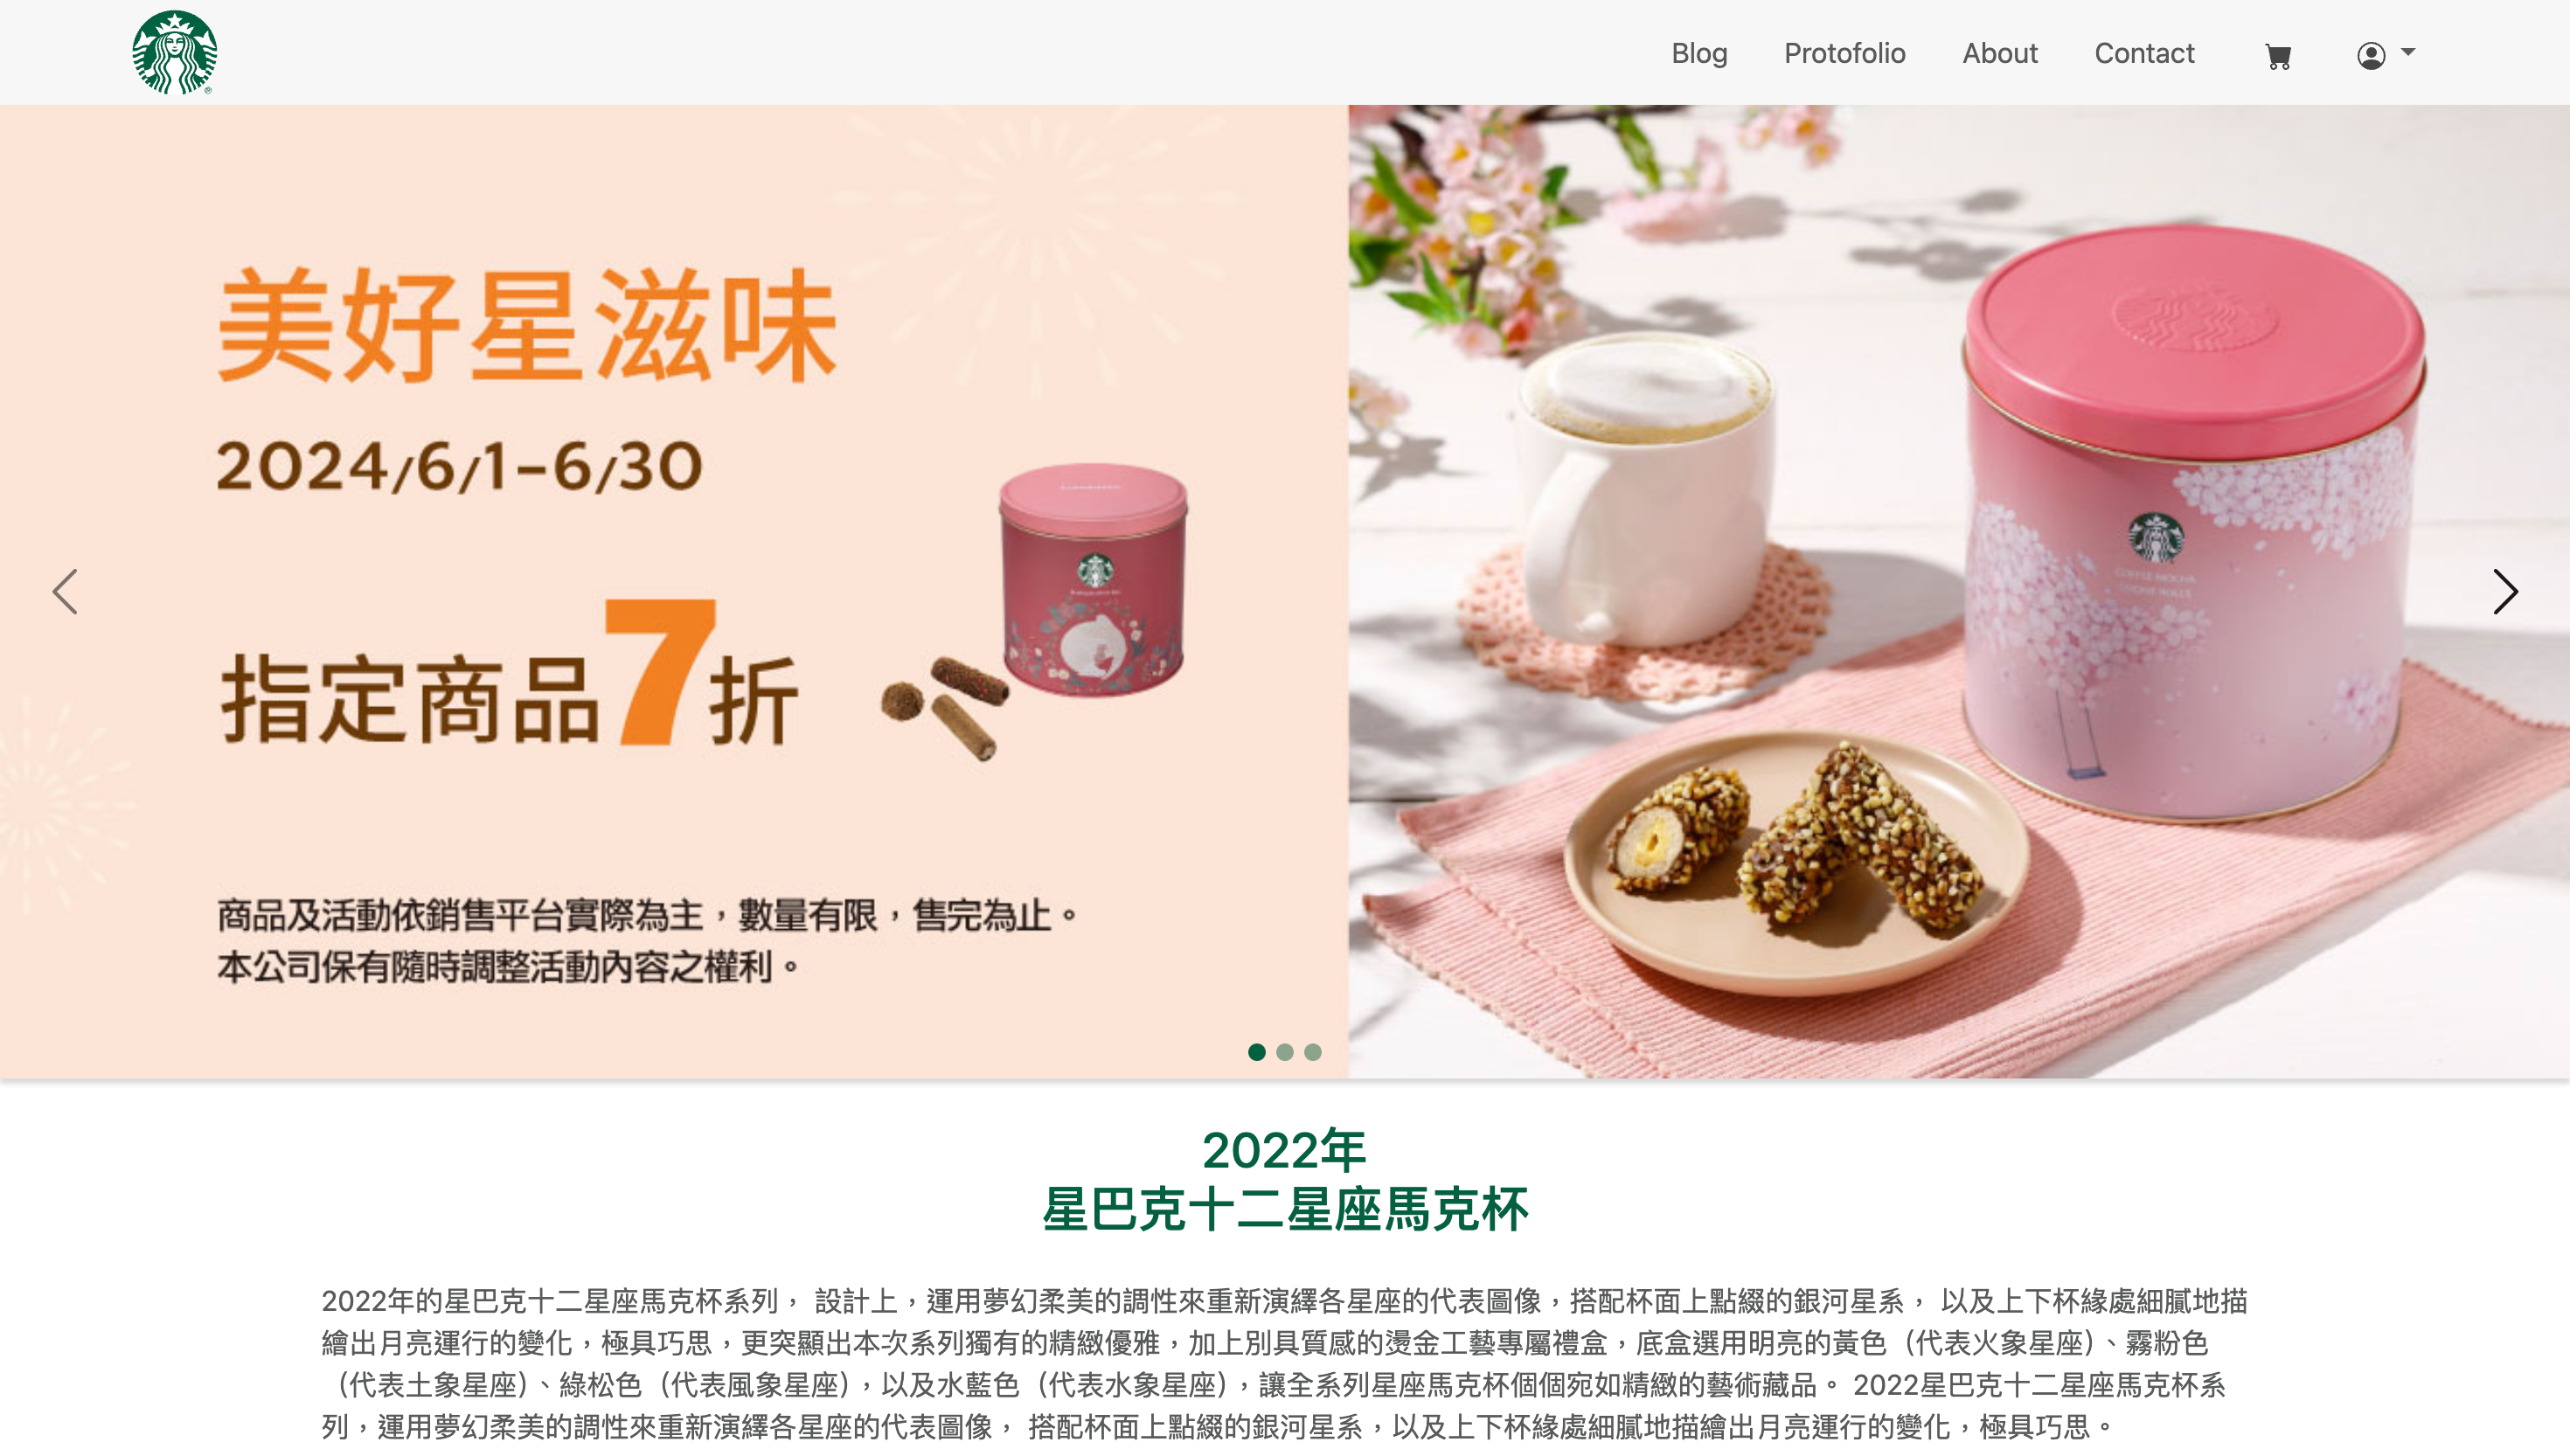 Blog Protofolio About Contact
美好星滋味
2024/6/1-6/30
指定商品7折
商品及活動依銷售平台實際為主，數量有限，售完為止。
本公司保有隨時調整活動內容之權利。
2022年
星巴克十二星座馬克杯
2022年的星巴克十二星座馬克杯系列， 設計上，運用夢幻柔美的調性來重新演繹各星座的代表圖像，搭配杯面上點綴的銀河星系， 以及上下杯緣處細膩地描
繪出月亮運行的變化，極具巧思，更突顯出本次系列獨有的精緻優雅，加上別具質感的燙金工藝專屬禮盒，底盒選用明亮的黃色（代表火象星座）、霧粉色
（代表土象星座）、綠松色（代表風象星座），以及水藍色（代表水象星座），讓全系列星座馬克杯個個宛如精緻的藝術藏品。 2022星巴克十二星座馬克杯系
列，運用夢幻柔美的調性來重新演繹各星座的代表圖像， 搭配杯面上點綴的銀河星系，以及上下杯緣處細膩地描繪出月亮運行的變化，極具巧思。